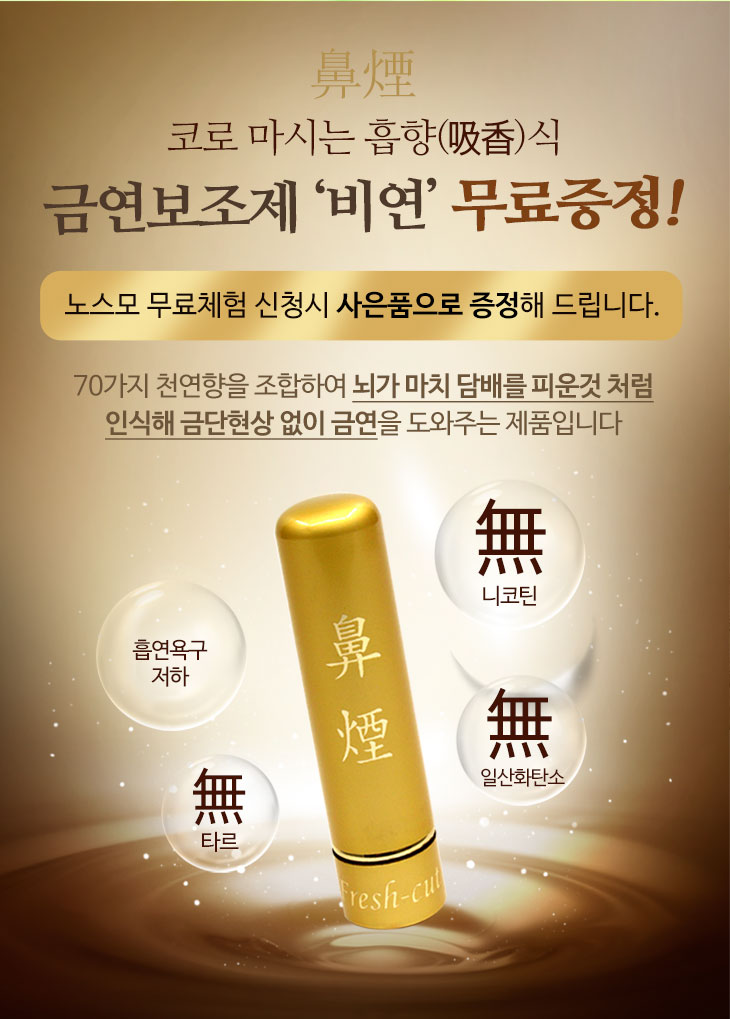 鼻煙
코로 마시는 흡향(吸香)식
금연보조제 ‘비연’ 무료증정!
노스모 무료체험 신청시 사은품으로 증정해 드립니다.
70가지 천연향을 조합하여 뇌가 마치 담배를 피운것 처럼
인식해 금단현상 없이 금연을 도와주는 제품입니다
無
니코틴
흡연욕구
저하
鼻
煙
無
일산화탄소
無
타르
Fresh-cut